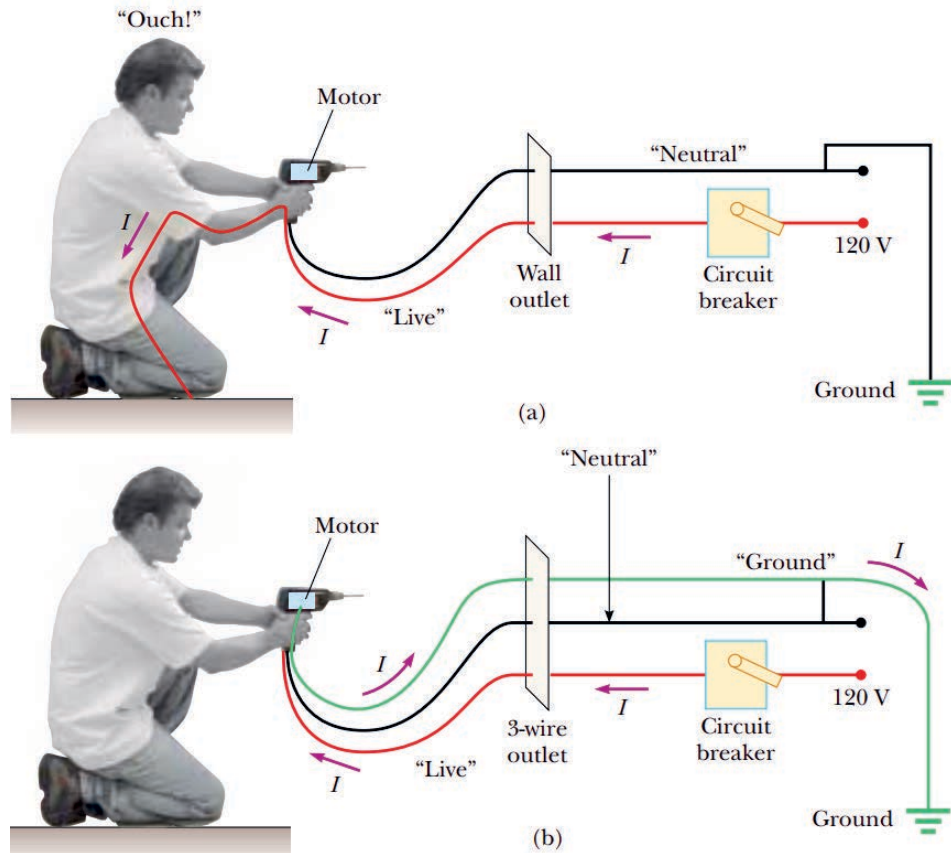 “Ouch!”
Motor
“Neutral”
I
I
120 V
Wall
outlet
Circuit
breaker
“Live”
I
Ground
(a)
“Neutral”
Motor
“Ground”
I
I
I
120 V
3-wire
outlet
Circuit
breaker
“Live”
I
Ground
(b)